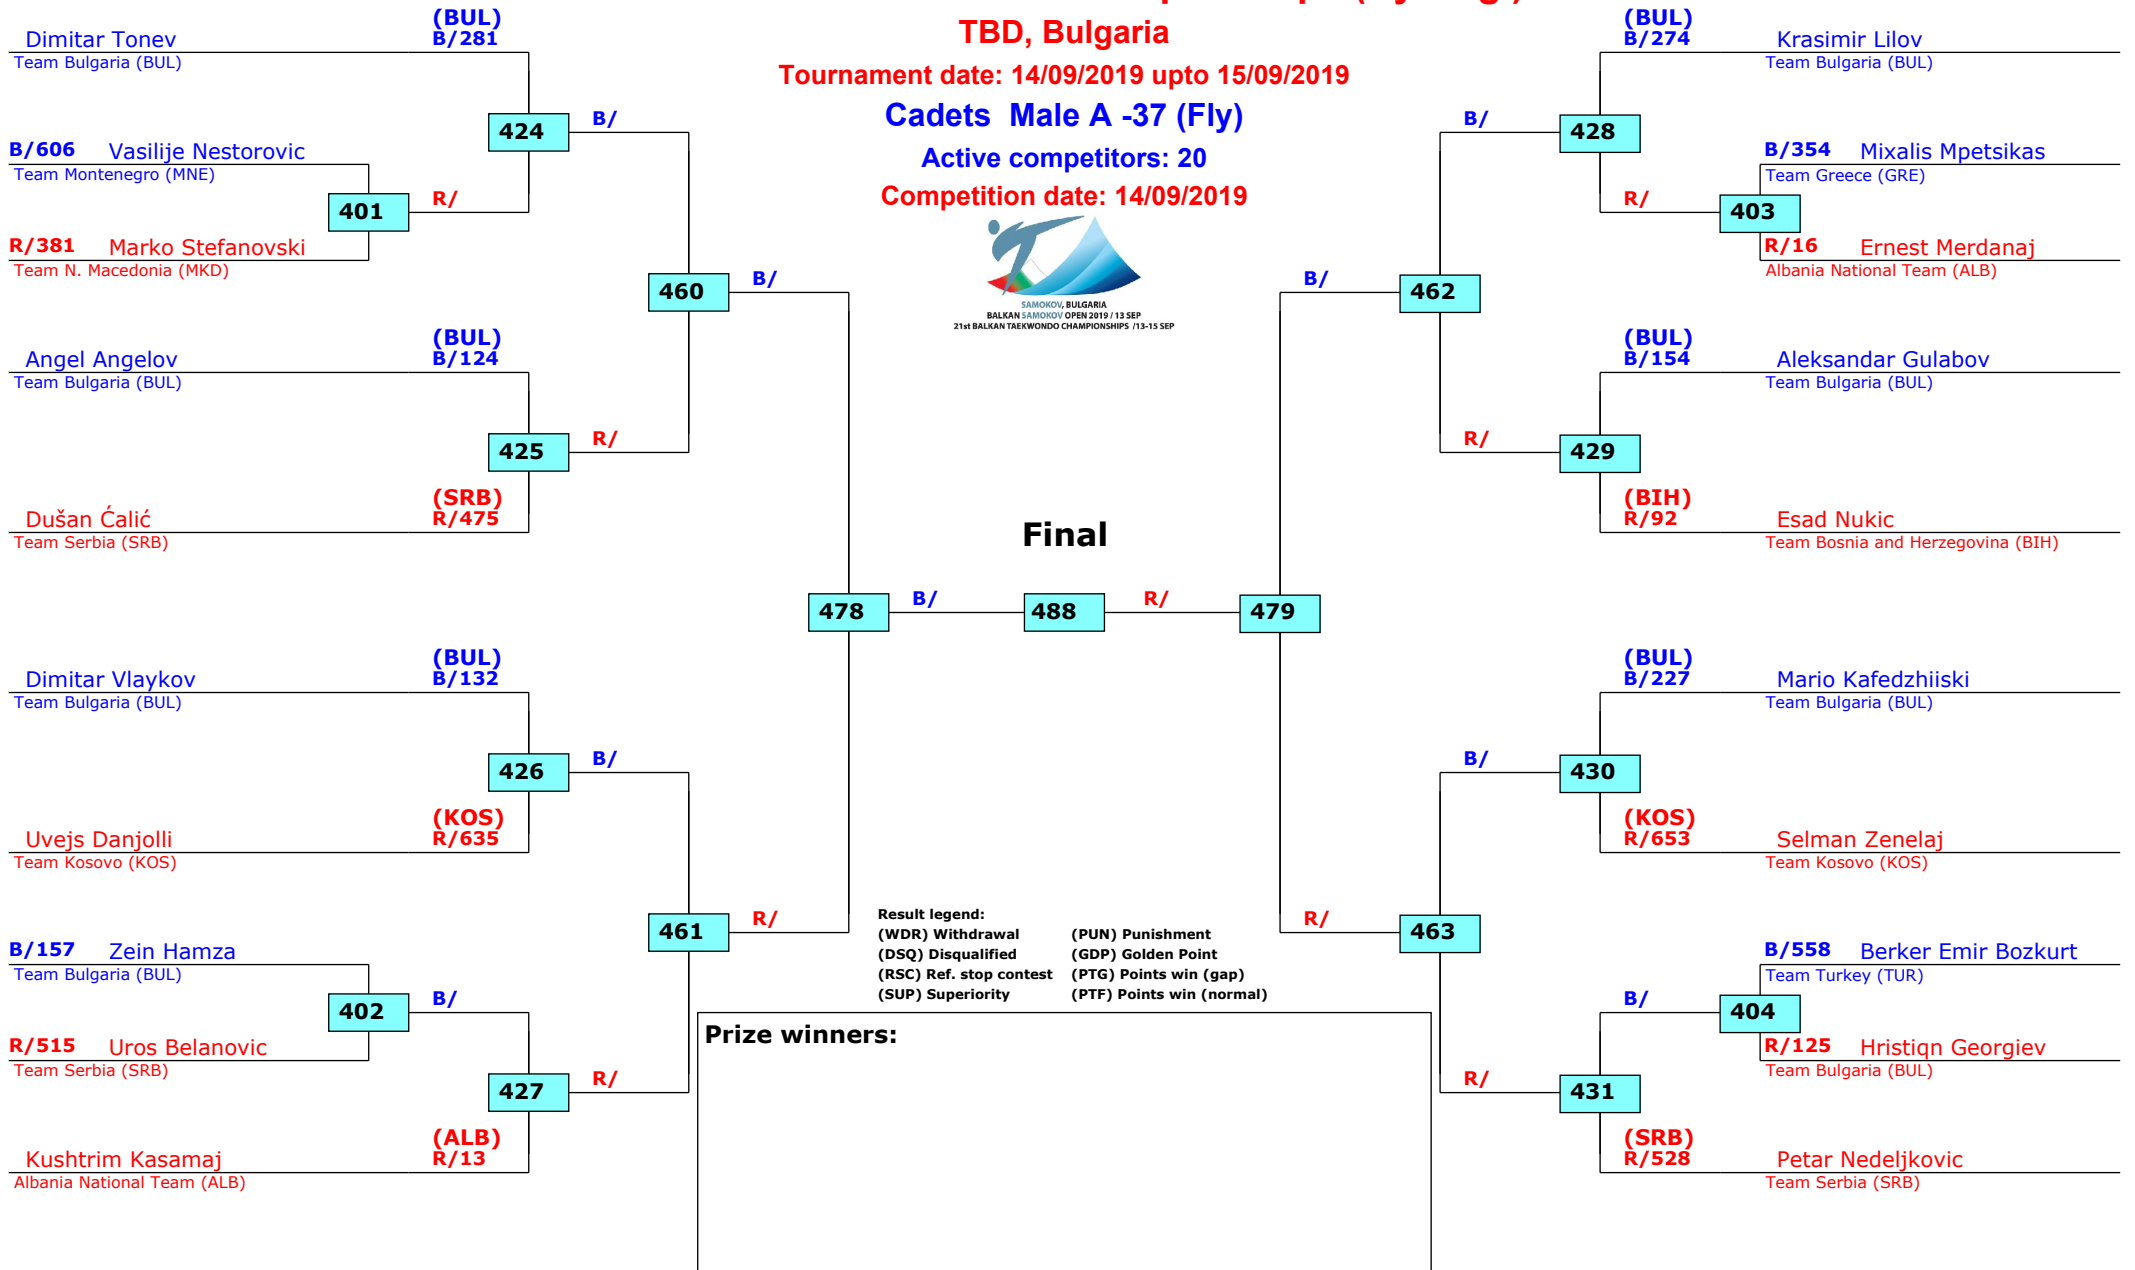 TBD, Bulgaria
Tournament date: 14/09/2019 upto 15/09/2019
Cadets Male A -37 (Fly)
Active competitors: 20
Competition date: 14/09/2019
SAMOKOV, BULGARIA
BALKAN SAMOKOV OPEN 2019 / 13 SEP
21st BALKAN TAEKWONDO CHAMPIONSHIPS /13-15 SEP
(BUL)
Dimitar Tonev B/281
Team Bulgaria (BUL)
424
B/
B/606 Vasilije Nestorovic
Team Montenegro (MNE)
401
R/
R/381 Marko Stefanovski
Team N. Macedonia (MKD)
460
B/
(BUL)
Angel Angelov B/124
Team Bulgaria (BUL)
425
R/
(SRB)
Dušan Ćalić R/475
Team Serbia (SRB)
478
B/
(BUL)
Dimitar Vlaykov B/132
Team Bulgaria (BUL)
426
B/
(KOS)
Uvejs Danjolli R/635
Team Kosovo (KOS)
461
R/
B/157 Zein Hamza
Team Bulgaria (BUL)
402
B/
R/515 Uros Belanovic
Team Serbia (SRB)
427
R/
(ALB)
Kushtrim Kasamaj R/13
Albania National Team (ALB)
Final
488
R/
479
(BUL)
B/274 Krasimir Lilov
Team Bulgaria (BUL)
B/
428
B/354 Mixalis Mpetsikas
Team Greece (GRE)
R/
403
R/16 Ernest Merdanaj
Albania National Team (ALB)
B/
462
(BUL)
B/154 Aleksandar Gulabov
Team Bulgaria (BUL)
R/
429
(BIH)
R/92 Esad Nukic
Team Bosnia and Herzegovina (BIH)
(BUL)
B/227 Mario Kafedzhiiski
Team Bulgaria (BUL)
B/
430
(KOS)
R/653 Selman Zenelaj
Team Kosovo (KOS)
R/
463
B/558 Berker Emir Bozkurt
Team Turkey (TUR)
B/
404
R/125 Hristiqn Georgiev
Team Bulgaria (BUL)
R/
431
(SRB)
R/528 Petar Nedeljkovic
Team Serbia (SRB)
Result legend:
(WDR) Withdrawal (PUN) Punishment
(DSQ) Disqualified (GDP) Golden Point
(RSC) Ref. stop contest (PTG) Points win (gap)
(SUP) Superiority (PTF) Points win (normal)
Prize winners: